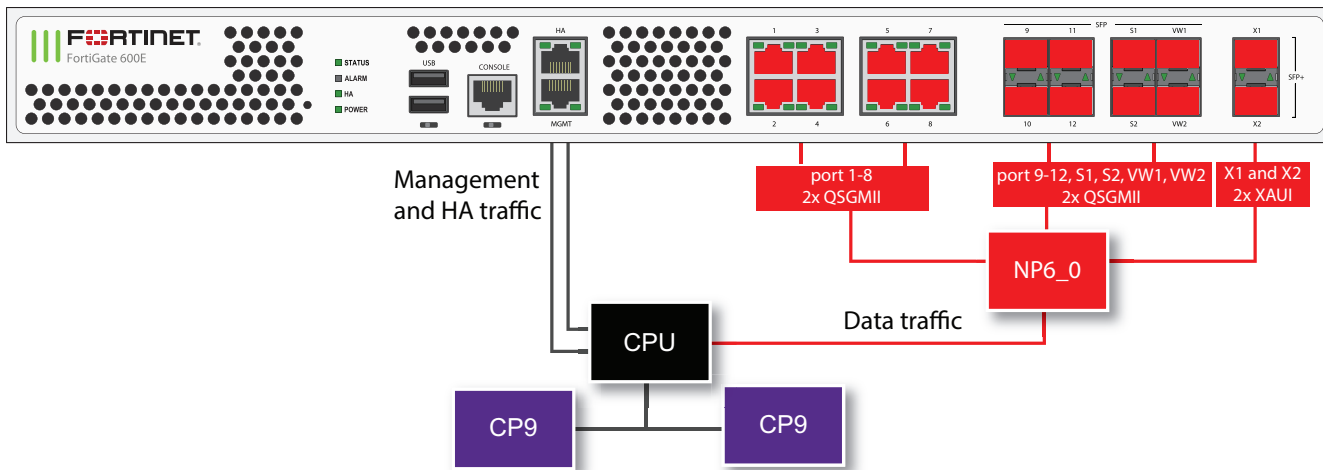 FORTINET.
FortiGate 600E
STATUS
ALARM
HA
POWER
USB
CONSOLE
HA
MGMT
1 3
2 4
5 7
6 8
SFP
9 11 S1 VW1
10 12 S2 VW2
X1
X2
SFP+
Management
and HA traffic
port 1-8
2x QSGMII
port 9-12, S1, S2, VW1, VW2
2x QSGMII
X1 and X2
2x XAUI
NP6_0
Data traffic
CPU
CP9
CP9